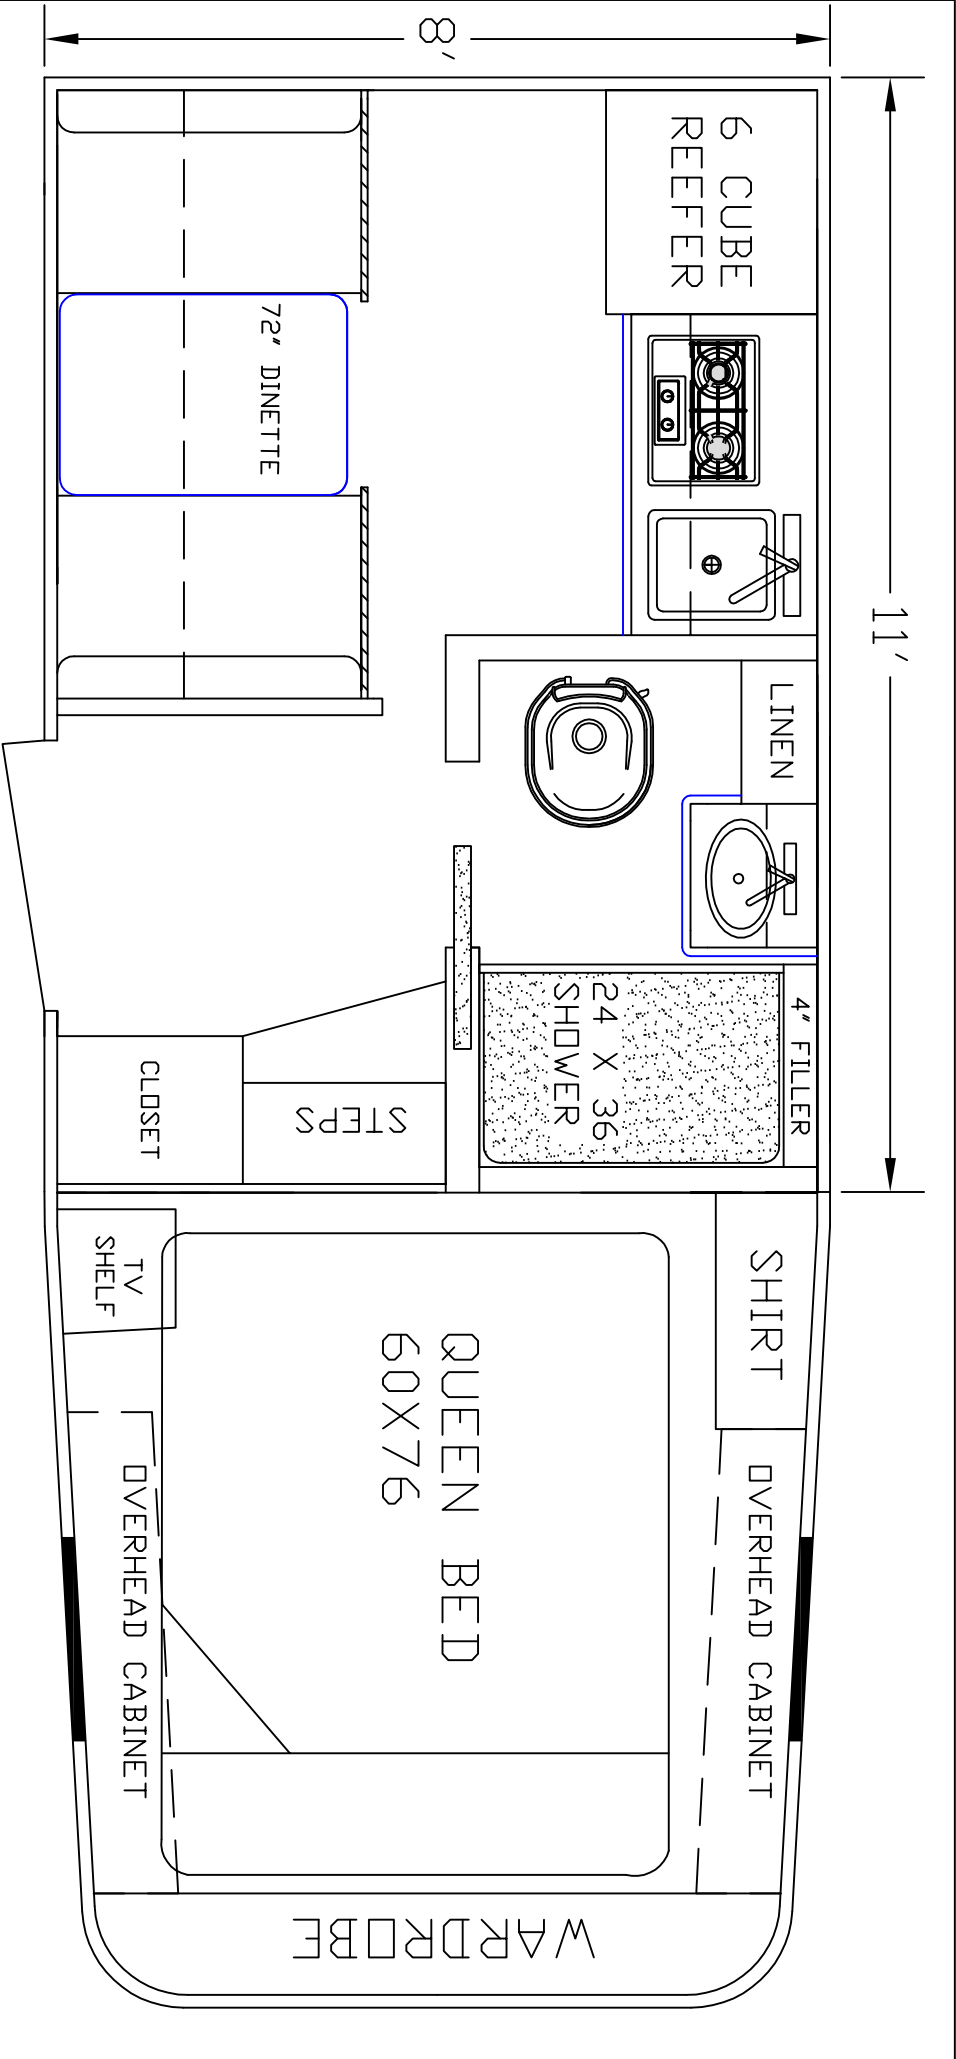 8'
11'
6 CUBE
REEFER
72" DINETTE
LINEN
4" FILLER
24 X 36
SHOWER
STEPS
CLOSET
TV
SHELF
SHIRT
QUEEN BED
60X76
OVERHEAD CABINET
OVERHEAD CABINET
WARDROBE